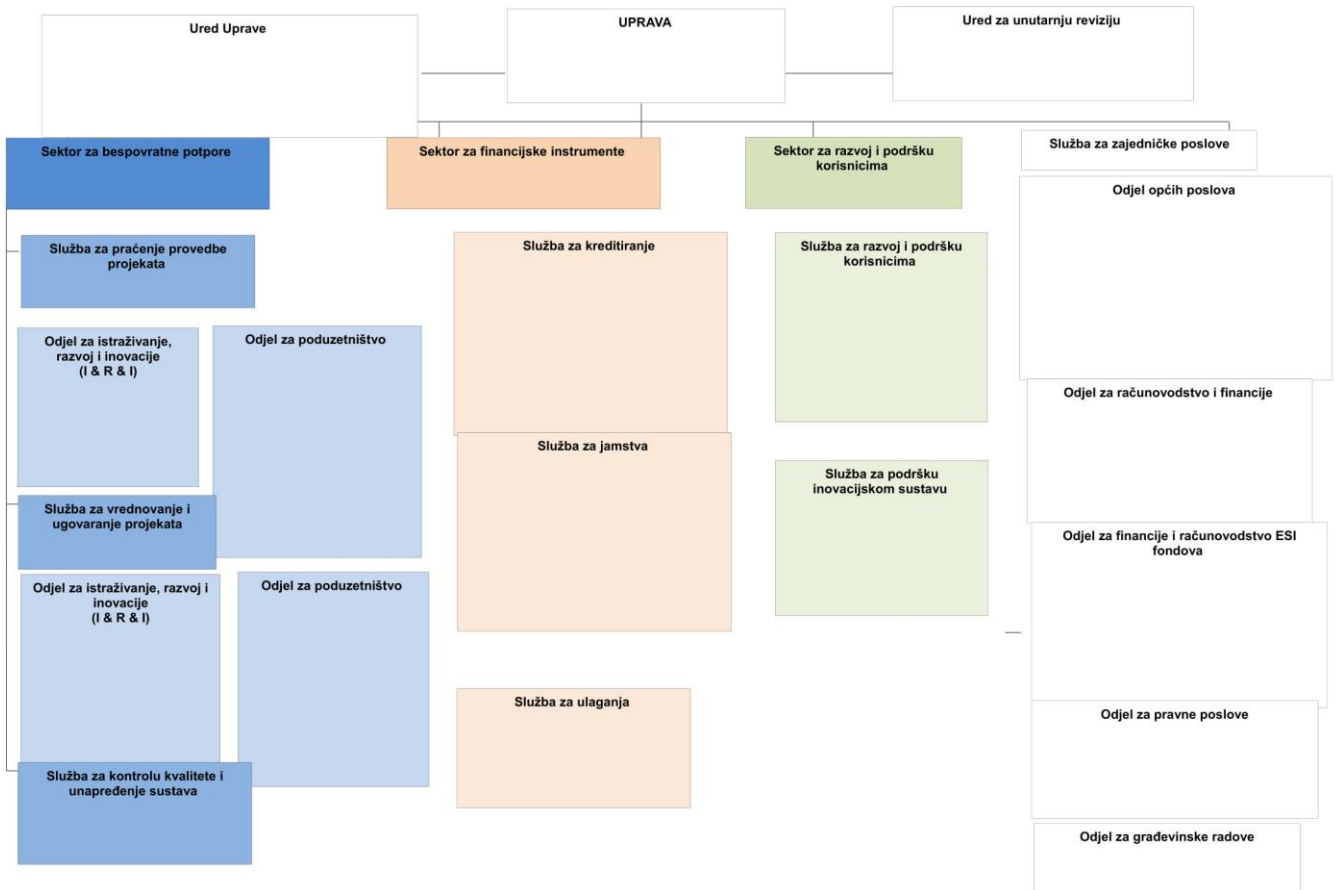 Ured Uprave
UPRAVA
Ured za unutarnju reviziju
Sektor za bespovratne potpore
Sektor za financijske instrumente
Sektor za razvoj i podršku
korisnicima
Služba za zajedničke poslove
Odjel općih poslova
Služba za praćenje provedbe
projekata
Služba za kreditiranje
Služba za razvoj i podršku
korisnicima
Odjel za istraživanje,
razvoj i inovacije
(I & R & I)
Odjel za poduzetništvo
Odjel za računovodstvo i financije
Služba za jamstva
Služba za podršku
inovacijskom sustavu
Služba za vrednovanje i
ugovaranje projekata
Odjel za financije i računovodstvo ESI
fondova
Odjel za istraživanje, razvoj i
inovacije
(I & R & I)
Odjel za poduzetništvo
Služba za ulaganja
Odjel za pravne poslove
Služba za kontrolu kvalitete i
unapređenje sustava
Odjel za građevinske radove